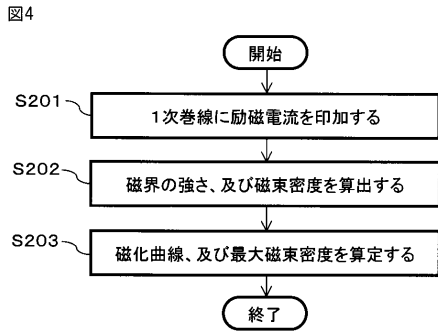 図4
開始
S201
1次巻線に励磁電流を印加する
S202
磁界の強さ、及び磁束密度を算出する
S203
磁化曲線、及び最大磁束密度を算定する
終了